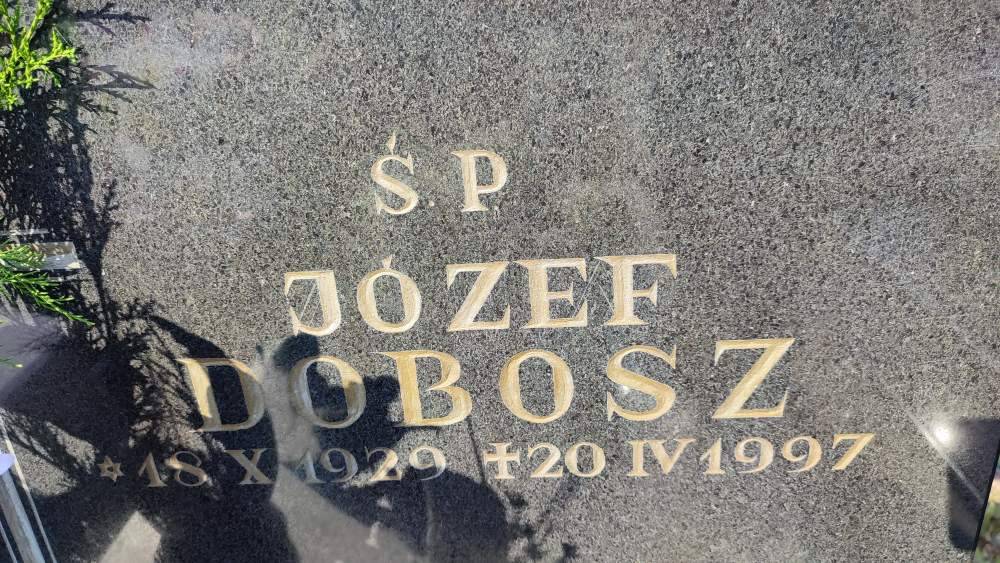 Ś. P.
JÓZEF
DOBOSZ
* 18 X 1929 ✝ 20 IV 1997